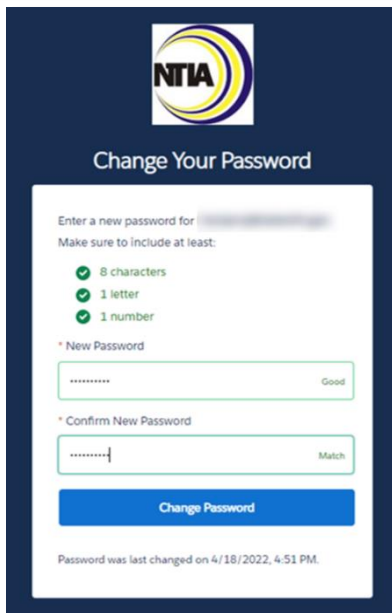 NTIA
Change Your Password
Enter a new password for
Make sure to include at least:
8 characters
1 letter
1 number
* New Password
•••••••••• Good
* Confirm New Password
•••••••••• Match
Change Password
Password was last changed on 4/18/2022, 4:51 PM.